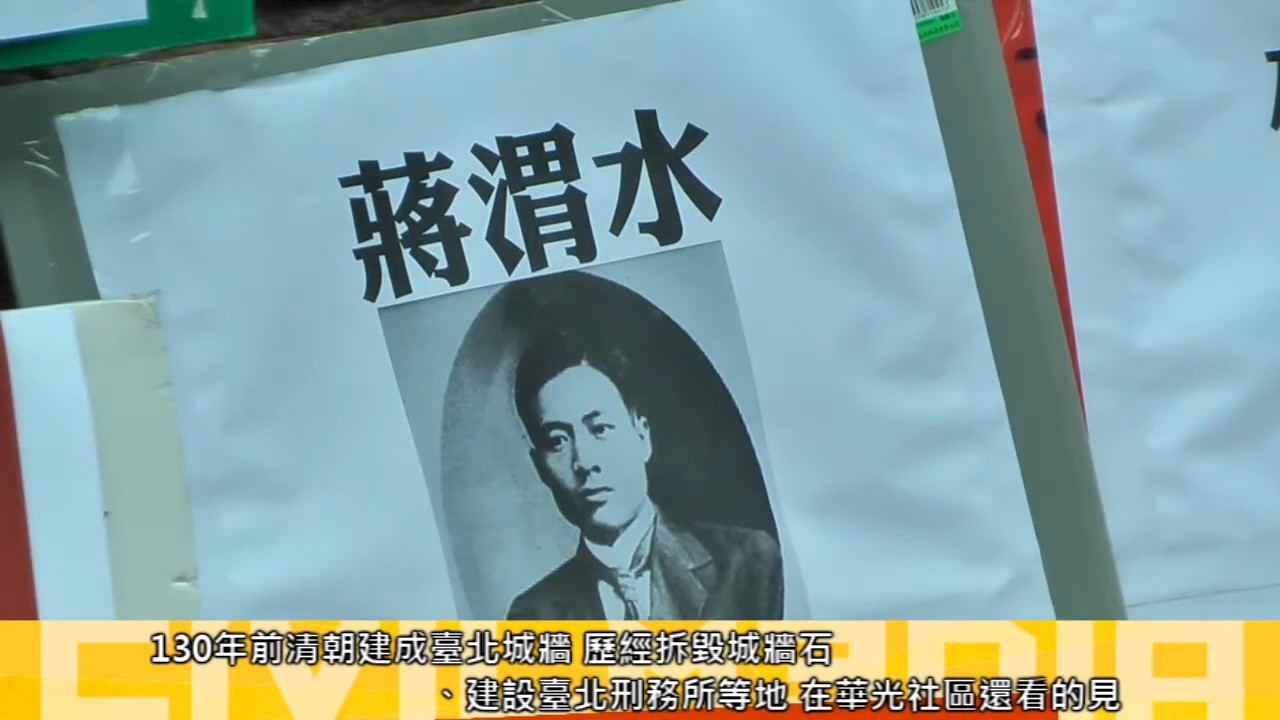 蔣渭水
130年前清朝建成臺北城牆 歷經拆毀城牆石
、建設臺北刑務所等地 在華光社區還看的見